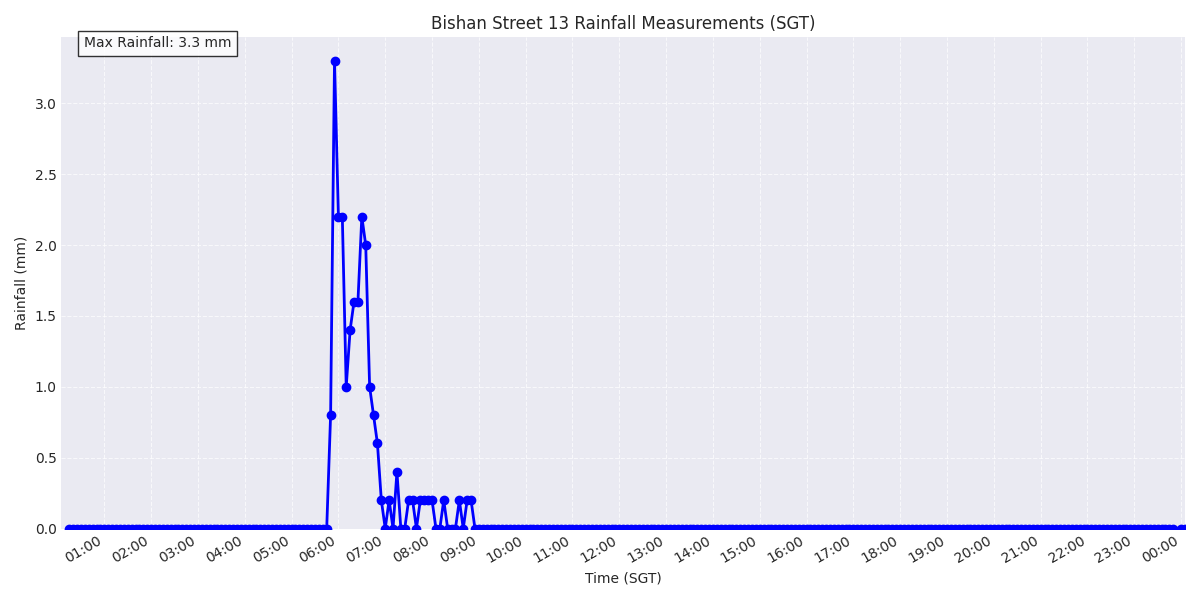 Bishan Street 13 Rainfall Measurements (SGT)
Max Rainfall: 3.3 mm
Rainfall (mm)
3.0
2.5
2.0
1.5
1.0
0.5
0.0
01:00 02:00 03:00 04:00 05:00 06:00 07:00 08:00 09:00 10:00 11:00 12:00 13:00 14:00 15:00 16:00 17:00 18:00 19:00 20:00 21:00 22:00 23:00 00:00
Time (SGT)